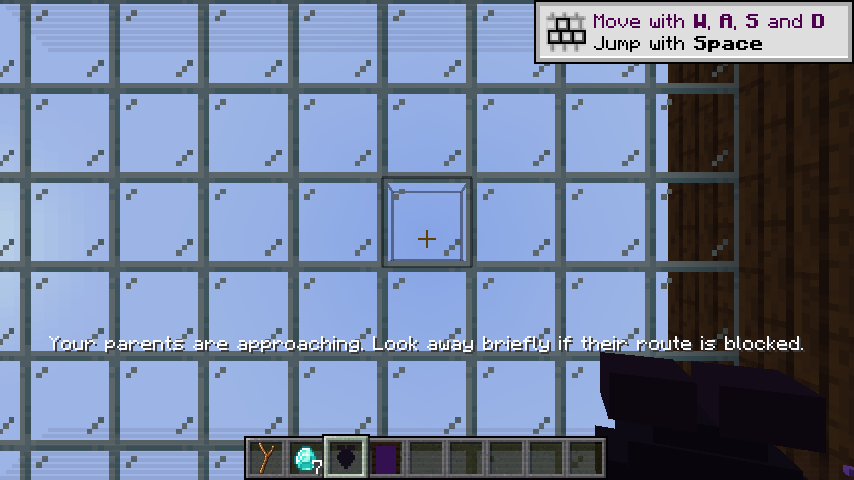 Move with W, A, S and D
Jump with Space
Your parents are approaching. Look away briefly if their route is blocked.
7